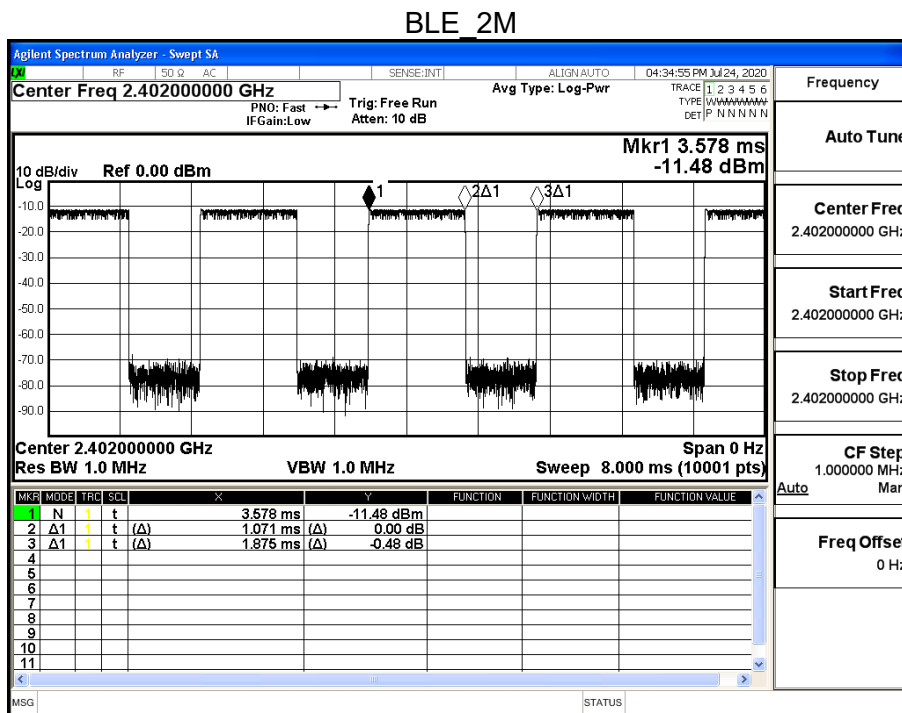 BLE_2M
Agilent Spectrum Analyzer - Swept SA
LXI RF 50 Ω AC SENSE:INT ALIGN AUTO 04:34:55 PM Jul 24, 2020
Center Freq 2.402000000 GHz
PNO: Fast
IFGain:Low
Trig: Free Run
Atten: 10 dB
Avg Type: Log-Pwr
TRACE 1 2 3 4 5 6
TYPE WWWWWW
DET P N N N N N
Mkr1 3.578 ms
-11.48 dBm
10 dB/div Ref 0.00 dBm
Log
1 2Δ1 3Δ1
-10.0
-20.0
-30.0
-40.0
-50.0
-60.0
-70.0
-80.0
-90.0
Center 2.402000000 GHz Span 0 Hz
Res BW 1.0 MHz VBW 1.0 MHz Sweep 8.000 ms (10001 pts)
MKR MODE TRC SCL X Y FUNCTION FUNCTION WIDTH FUNCTION VALUE
1 N 1 t 3.578 ms -11.48 dBm
2 Δ1 1 t (Δ) 1.071 ms (Δ) 0.00 dB
3 Δ1 1 t (Δ) 1.875 ms (Δ) -0.48 dB
4
5
6
7
8
9
10
11
MSG STATUS
Frequency
Auto Tune
Center Freq
2.402000000 GHz
Start Freq
2.402000000 GHz
Stop Freq
2.402000000 GHz
CF Step
1.000000 MHz
Auto Man
Freq Offset
0 Hz